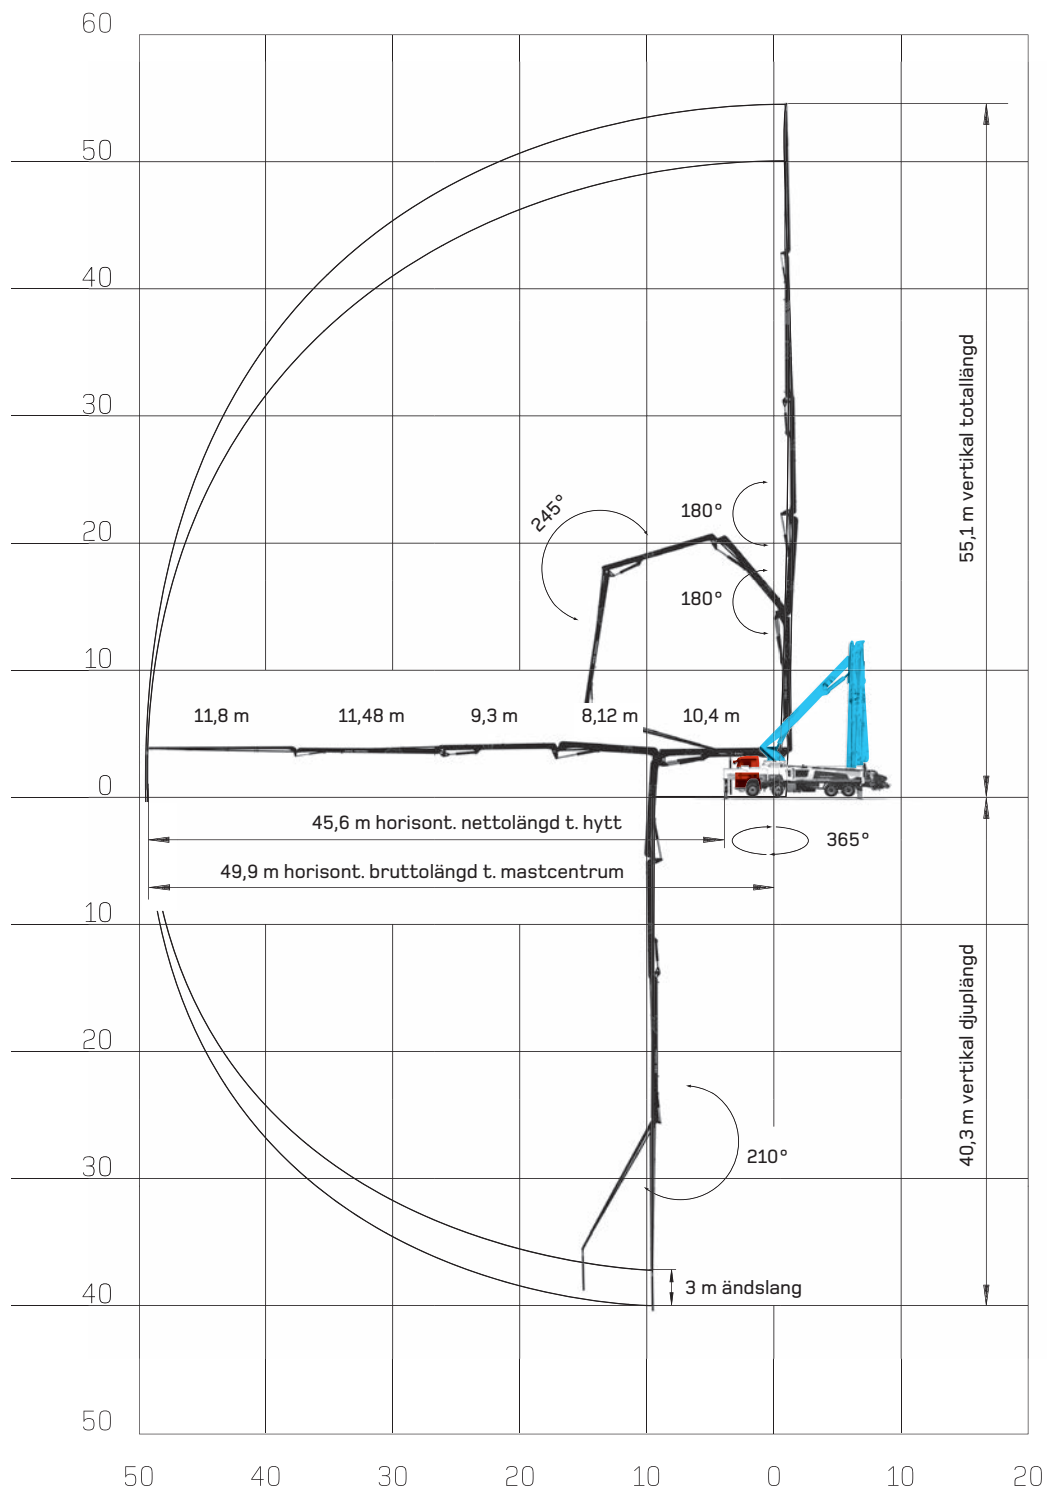 60
50
40
30
20
10
0
10
20
30
40
50
50
40
30
20
10
0
10
20
55,1 m vertikal totallängd
245°
180°
180°
11,8 m
11,48 m
9,3 m
8,12 m
10,4 m
45,6 m horisont. nettolängd t. hytt
365°
49,9 m horisont. bruttolängd t. mastcentrum
40,3 m vertikal djuplängd
210°
3 m ändslang